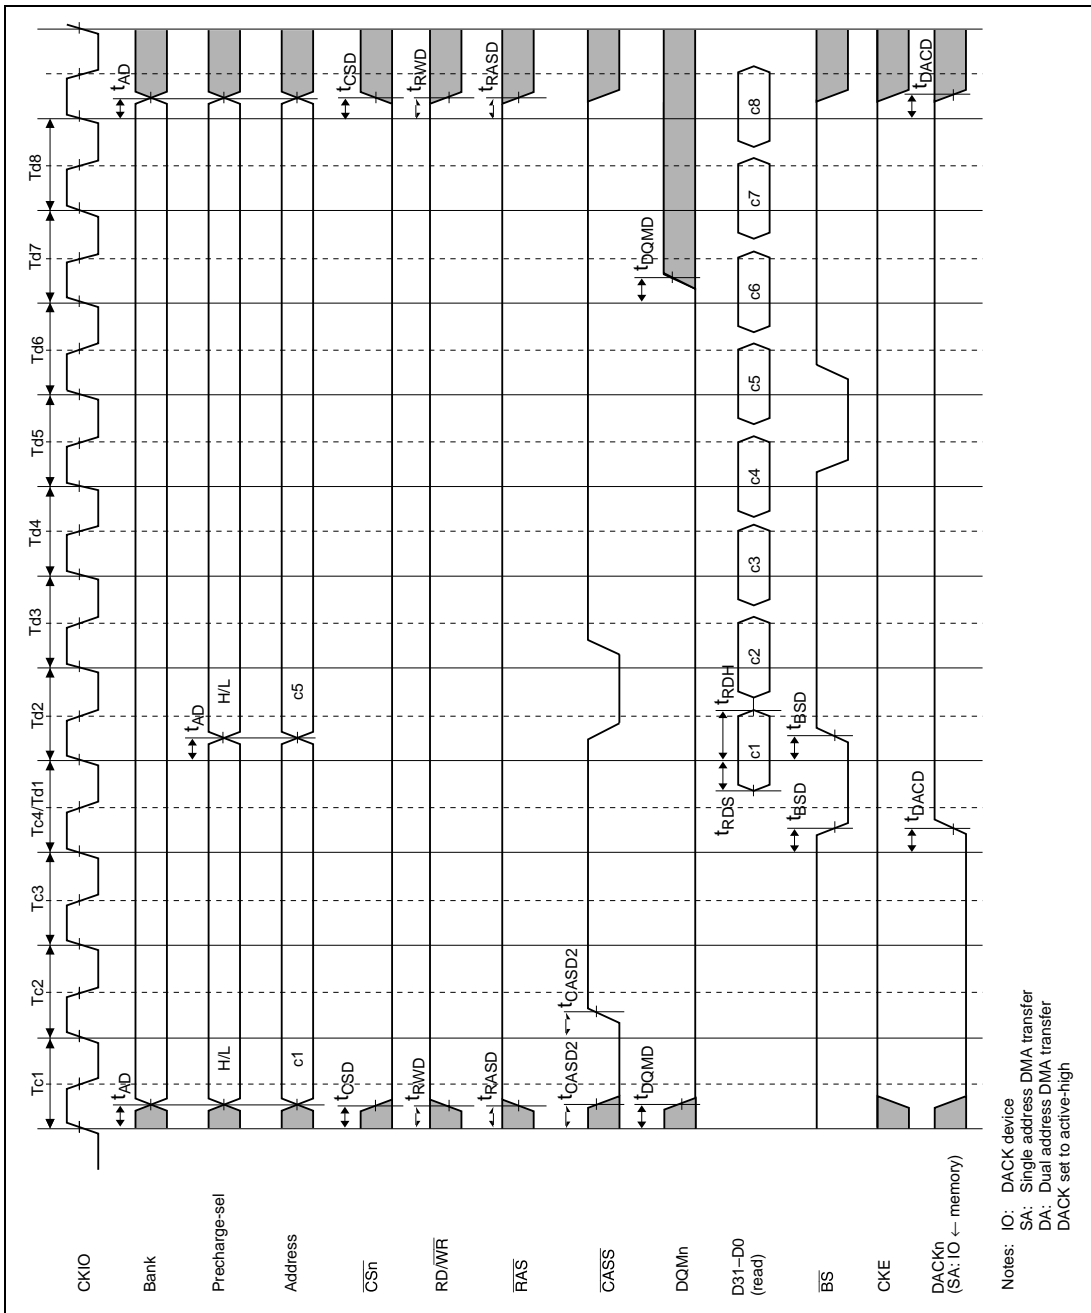 Tc1 Tc2 Tc3 Tc4/Td1 Td2 Td3 Td4 Td5 Td6 Td7 Td8
CKIO
Bank tAD tAD
Precharge-sel H/L tAD H/L
Address c1 c5
CSn tCSD tCSD
RD/WR tRWD tRWD
RAS tRASD tRASD
CASS tCASD2 tCASD2
DQMn tDQMD tDQMD
D31–D0
(read)
tRDS tRDH
c1 c2 c3 c4 c5 c6 c7 c8
BS tBSD tBSD
CKE
DACKn
(SA: IO ← memory)
tDACD tDACD
Notes: IO: DACK device
SA: Single address DMA transfer
DA: Dual address DMA transfer
DACK set to active-high